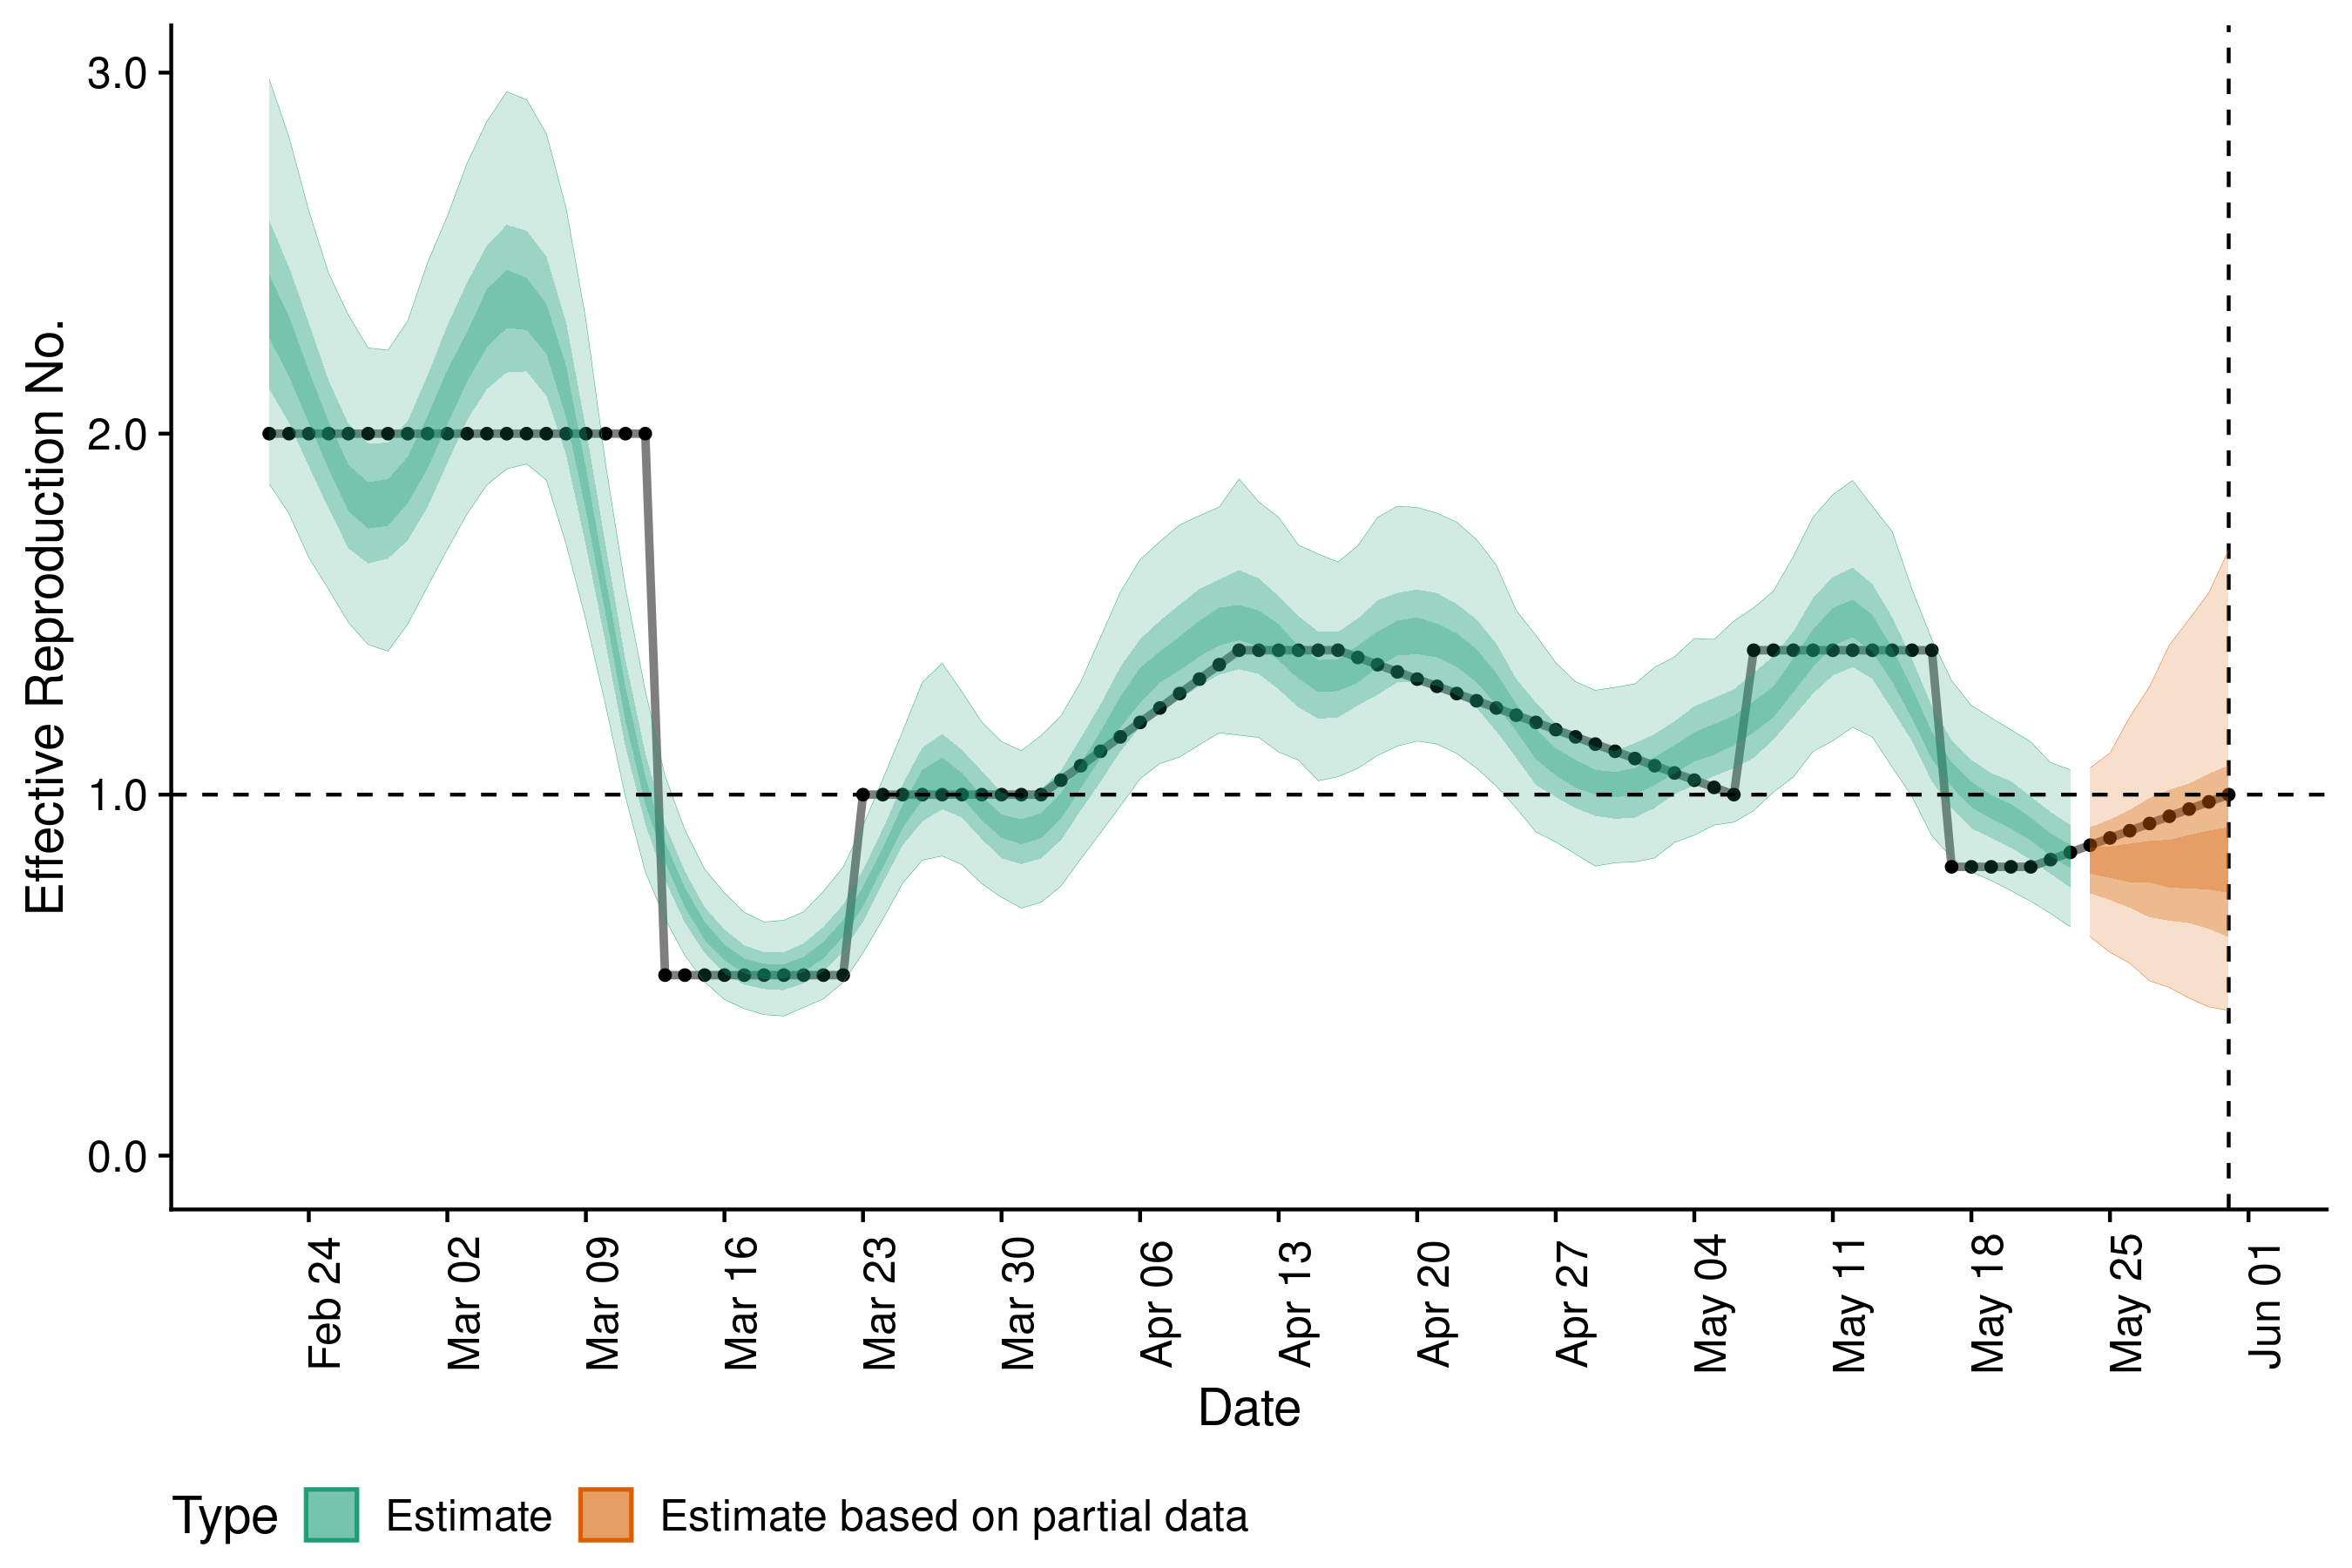 Effective Reproduction No.
3.0
2.0
1.0
0.0
Feb 24
Mar 02
Mar 09
Mar 16
Mar 23
Mar 30
Apr 06
Apr 13
Apr 20
Apr 27
May 04
May 11
May 18
May 25
Jun 01
Date
Type Estimate Estimate based on partial data